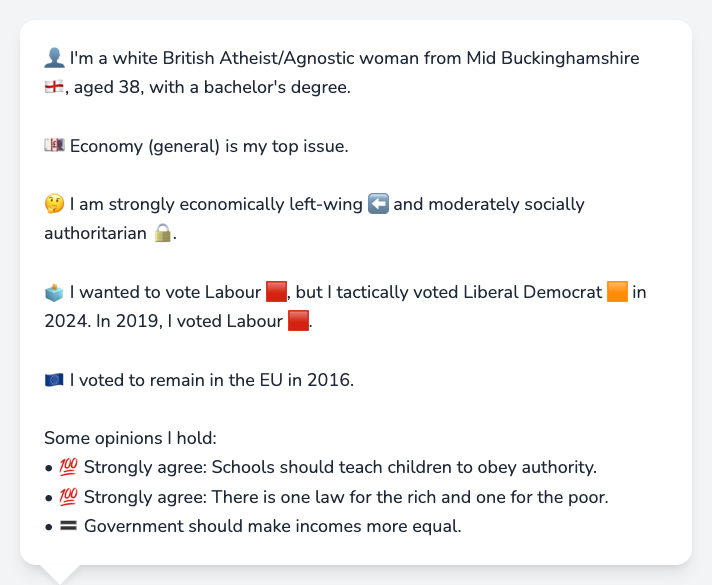 👤 I'm a white British Atheist/Agnostic woman from Mid Buckinghamshire
🏴󠁧󠁢󠁥󠁮󠁧󠁿, aged 38, with a bachelor's degree.
💷 Economy (general) is my top issue.
🤔 I am strongly economically left-wing ⬅️ and moderately socially
authoritarian 🔒.
🗳️ I wanted to vote Labour 🟥, but I tactically voted Liberal Democrat 🟧 in
2024. In 2019, I voted Labour 🟥.
🇪🇺 I voted to remain in the EU in 2016.
Some opinions I hold:
• 💯 Strongly agree: Schools should teach children to obey authority.
• 💯 Strongly agree: There is one law for the rich and one for the poor.
• 🟰 Government should make incomes more equal.